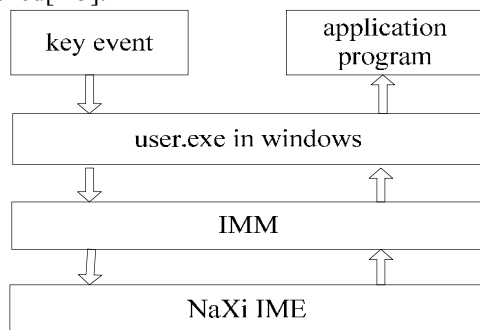 key event
application
program
user.exe in windows
IMM
NaXi IME